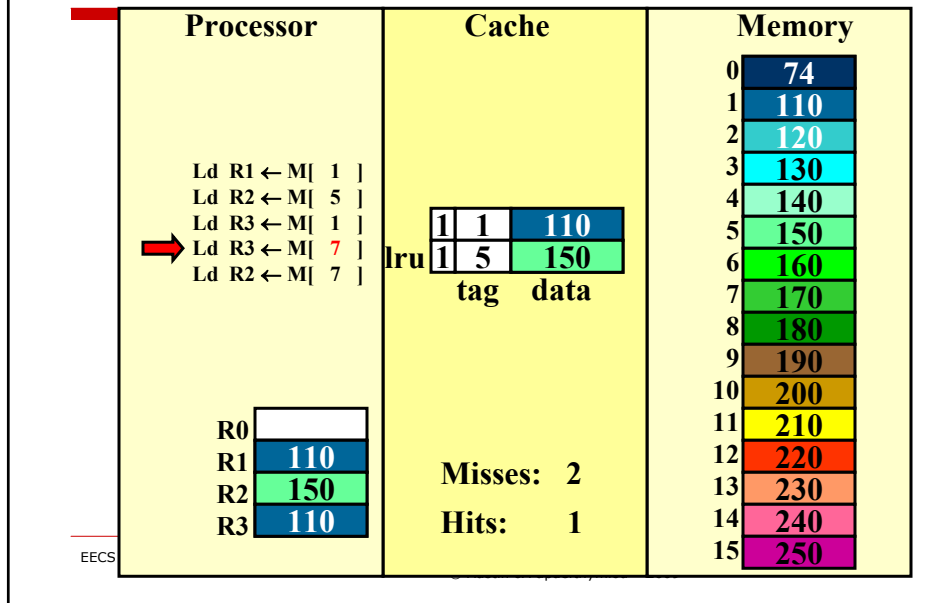 Processor
Ld R1 ← M[ 1 ]
Ld R2 ← M[ 5 ]
Ld R3 ← M[ 1 ]
Ld R3 ← M[ 7 ]
Ld R2 ← M[ 7 ]
R0
R1 110
R2 150
R3 110
Cache
1 1 110
lru 1 5 150
tag data
Misses: 2
Hits: 1
Memory
0 74
1 110
2 120
3 130
4 140
5 150
6 160
7 170
8 180
9 190
10 200
11 210
12 220
13 230
14 240
15 250
EECS